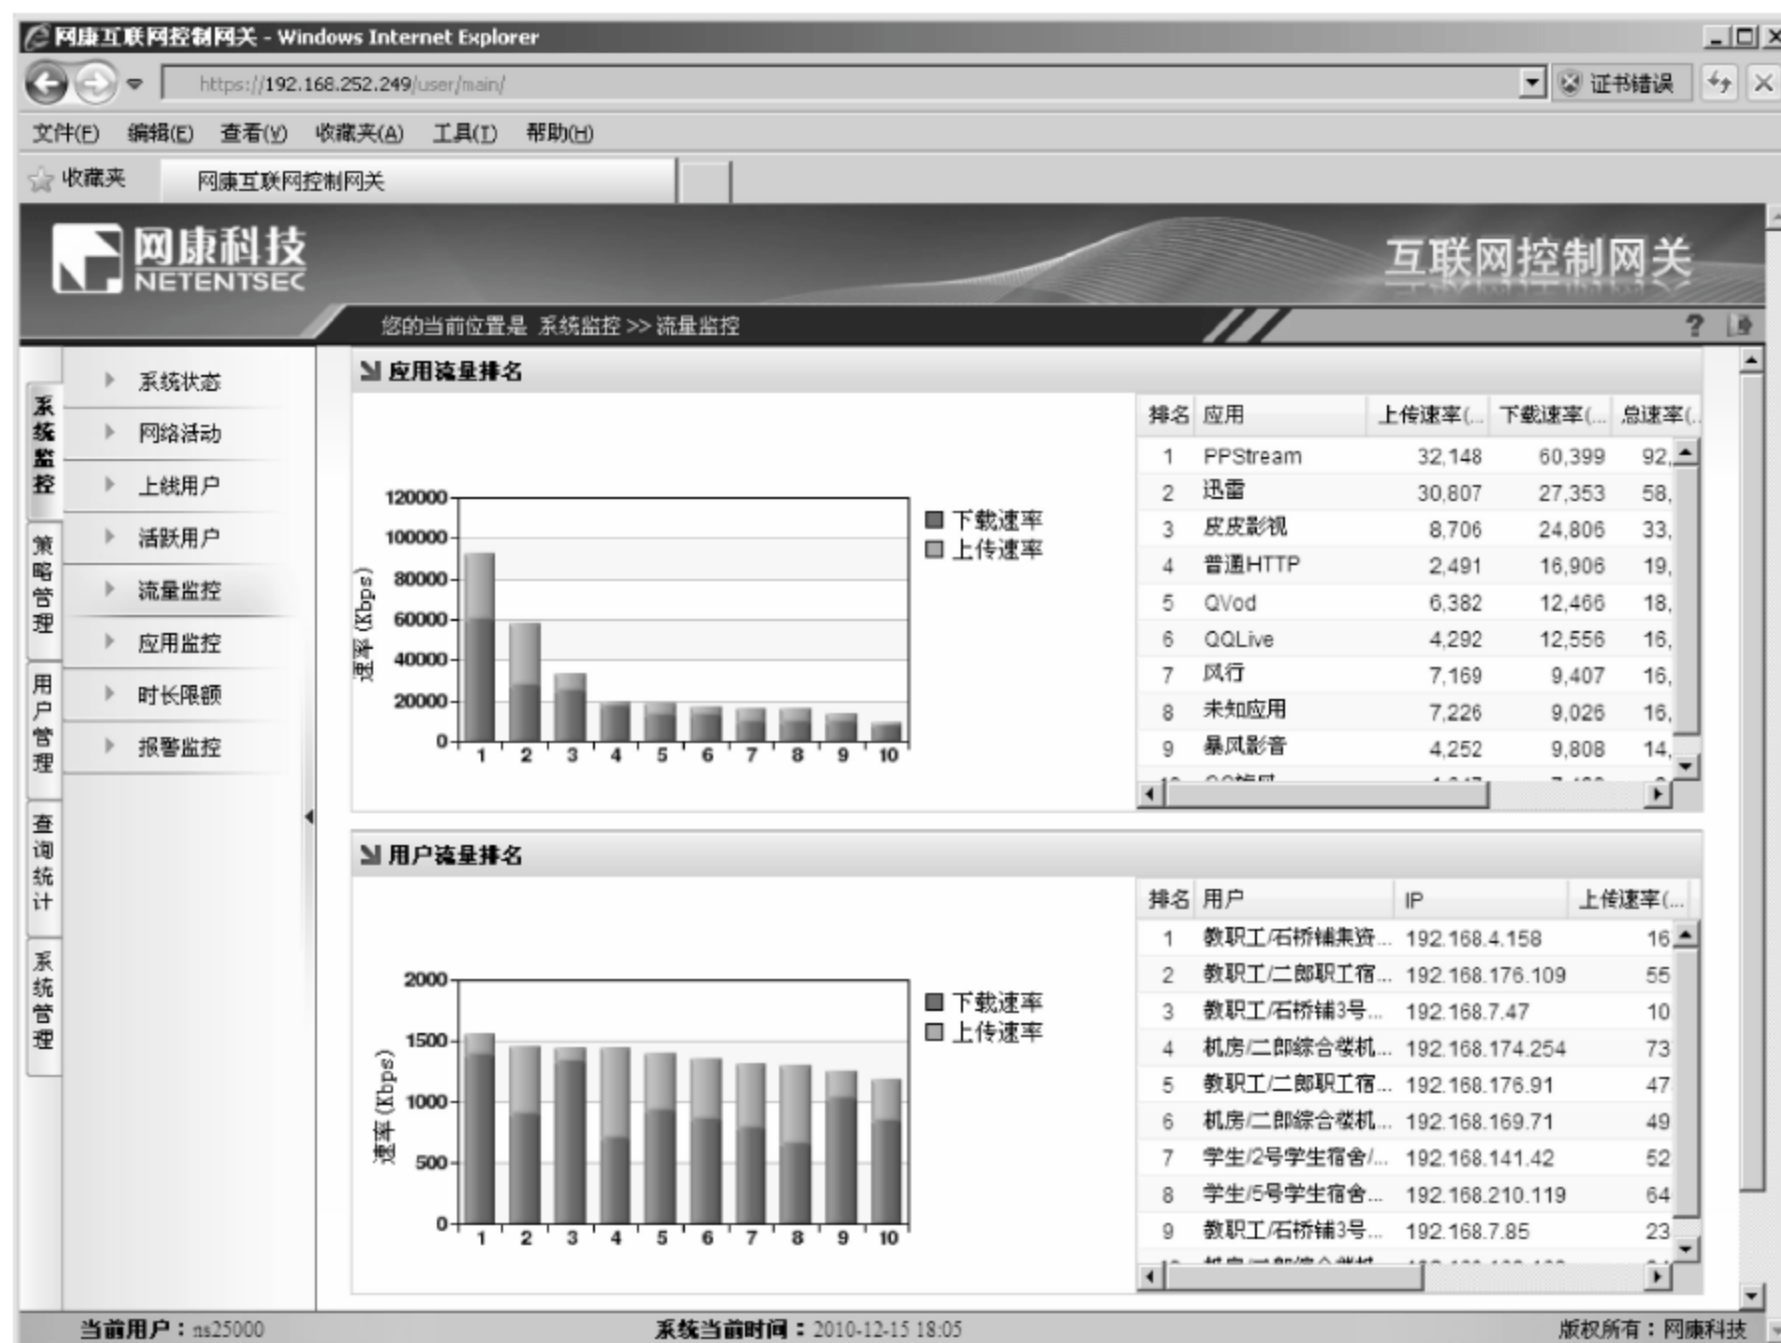 网康互联网控制网关 - Windows Internet Explorer
https://192.168.252.249/user/main/
证书错误
文件(F) 编辑(E) 查看(V) 收藏夹(A) 工具(T) 帮助(H)
收藏夹 网康互联网控制网关
网康科技
NETENTSEC
互联网控制网关
您的当前位置是 系统监控 >> 流量监控
?
系统监控
策略管理
用户管理
查询统计
系统管理
系统状态
网络活动
上线用户
活跃用户
流量监控
应用监控
时长限额
报警监控
应用流量排名
速率(Kbps)
120000
100000
80000
60000
40000
20000
0
1 2 3 4 5 6 7 8 9 10
下载速率
上传速率
排名 应用 上传速率(... 下载速率(... 总速率(..
1 PPStream 32,148 60,399 92,
2 迅雷 30,807 27,353 58,
3 皮皮影视 8,706 24,806 33,
4 普通HTTP 2,491 16,906 19,
5 QVod 6,382 12,466 18,
6 QQLive 4,292 12,556 16,
7 风行 7,169 9,407 16,
8 未知应用 7,226 9,026 16,
9 暴风影音 4,252 9,808 14,
用户流量排名
速率(Kbps)
2000
1500
1000
500
0
1 2 3 4 5 6 7 8 9 10
下载速率
上传速率
排名 用户 IP 上传速率(...
1 教职工/石桥铺集资... 192.168.4.158 16
2 教职工/二郎职工宿... 192.168.176.109 55
3 教职工/石桥铺3号... 192.168.7.47 10
4 机房/二郎综合楼机... 192.168.174.254 73
5 教职工/二郎职工宿... 192.168.176.91 47
6 机房/二郎综合楼机... 192.168.169.71 49
7 学生/2号学生宿舍/... 192.168.141.42 52
8 学生/5号学生宿舍... 192.168.210.119 64
9 教职工/石桥铺3号... 192.168.7.85 23
当前用户：ns25000
系统当前时间：2010-12-15 18:05
版权所有：网康科技